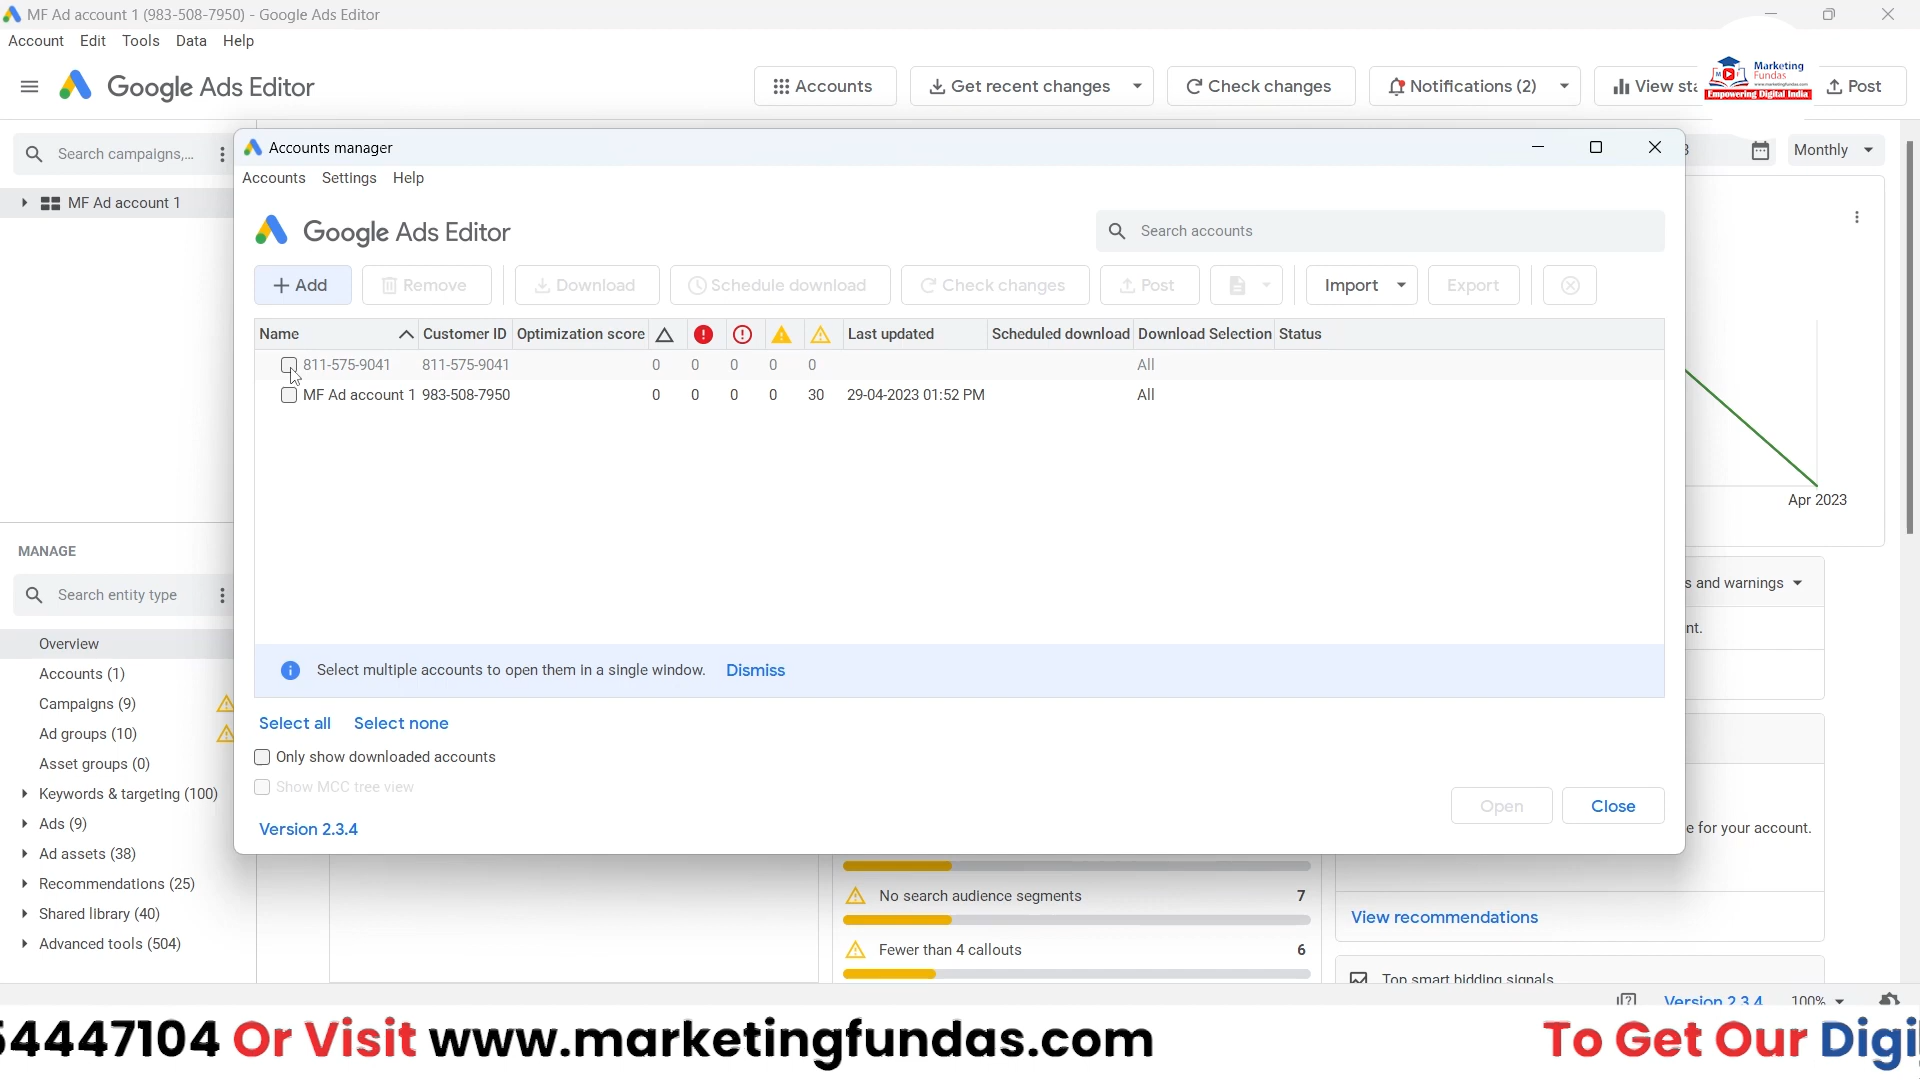 MF Ad account 1 (983-508-7950) - Google Ads Editor
Account Edit Tools Data Help
Google Ads Editor
Accounts
Get recent changes
Check changes
Notifications (2)
View sta
Post
Marketing
Fundas
Empowering Digital India
Search campaigns,...
Monthly
MF Ad account 1
Accounts manager
Accounts Settings Help
Google Ads Editor
Search accounts
Add
Remove
Download
Schedule download
Check changes
Post
Import
Export
Name Customer ID Optimization score Last updated Scheduled download Download Selection Status
811-575-9041 811-575-9041 0 0 0 0 0 All
MF Ad account 1 983-508-7950 0 0 0 0 30 29-04-2023 01:52 PM All
Apr 2023
Select multiple accounts to open them in a single window. Dismiss
Select all Select none
Only show downloaded accounts
Show MCC tree view
Version 2.3.4
Open
Close
MANAGE
Search entity type
Overview
Accounts (1)
Campaigns (9)
Ad groups (10)
Asset groups (0)
Keywords & targeting (100)
Ads (9)
Ad assets (38)
Recommendations (25)
Shared library (40)
Advanced tools (504)
s and warnings
nt.
e for your account.
No search audience segments 7
Fewer than 4 callouts 6
View recommendations
Top smart bidding signals
Version 2.3.4 100%
54447104 Or Visit www.marketingfundas.com To Get Our Digi